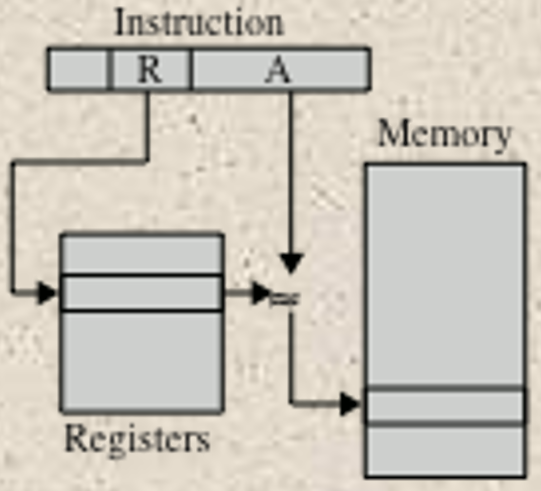 Instruction
R A
Memory
Registers